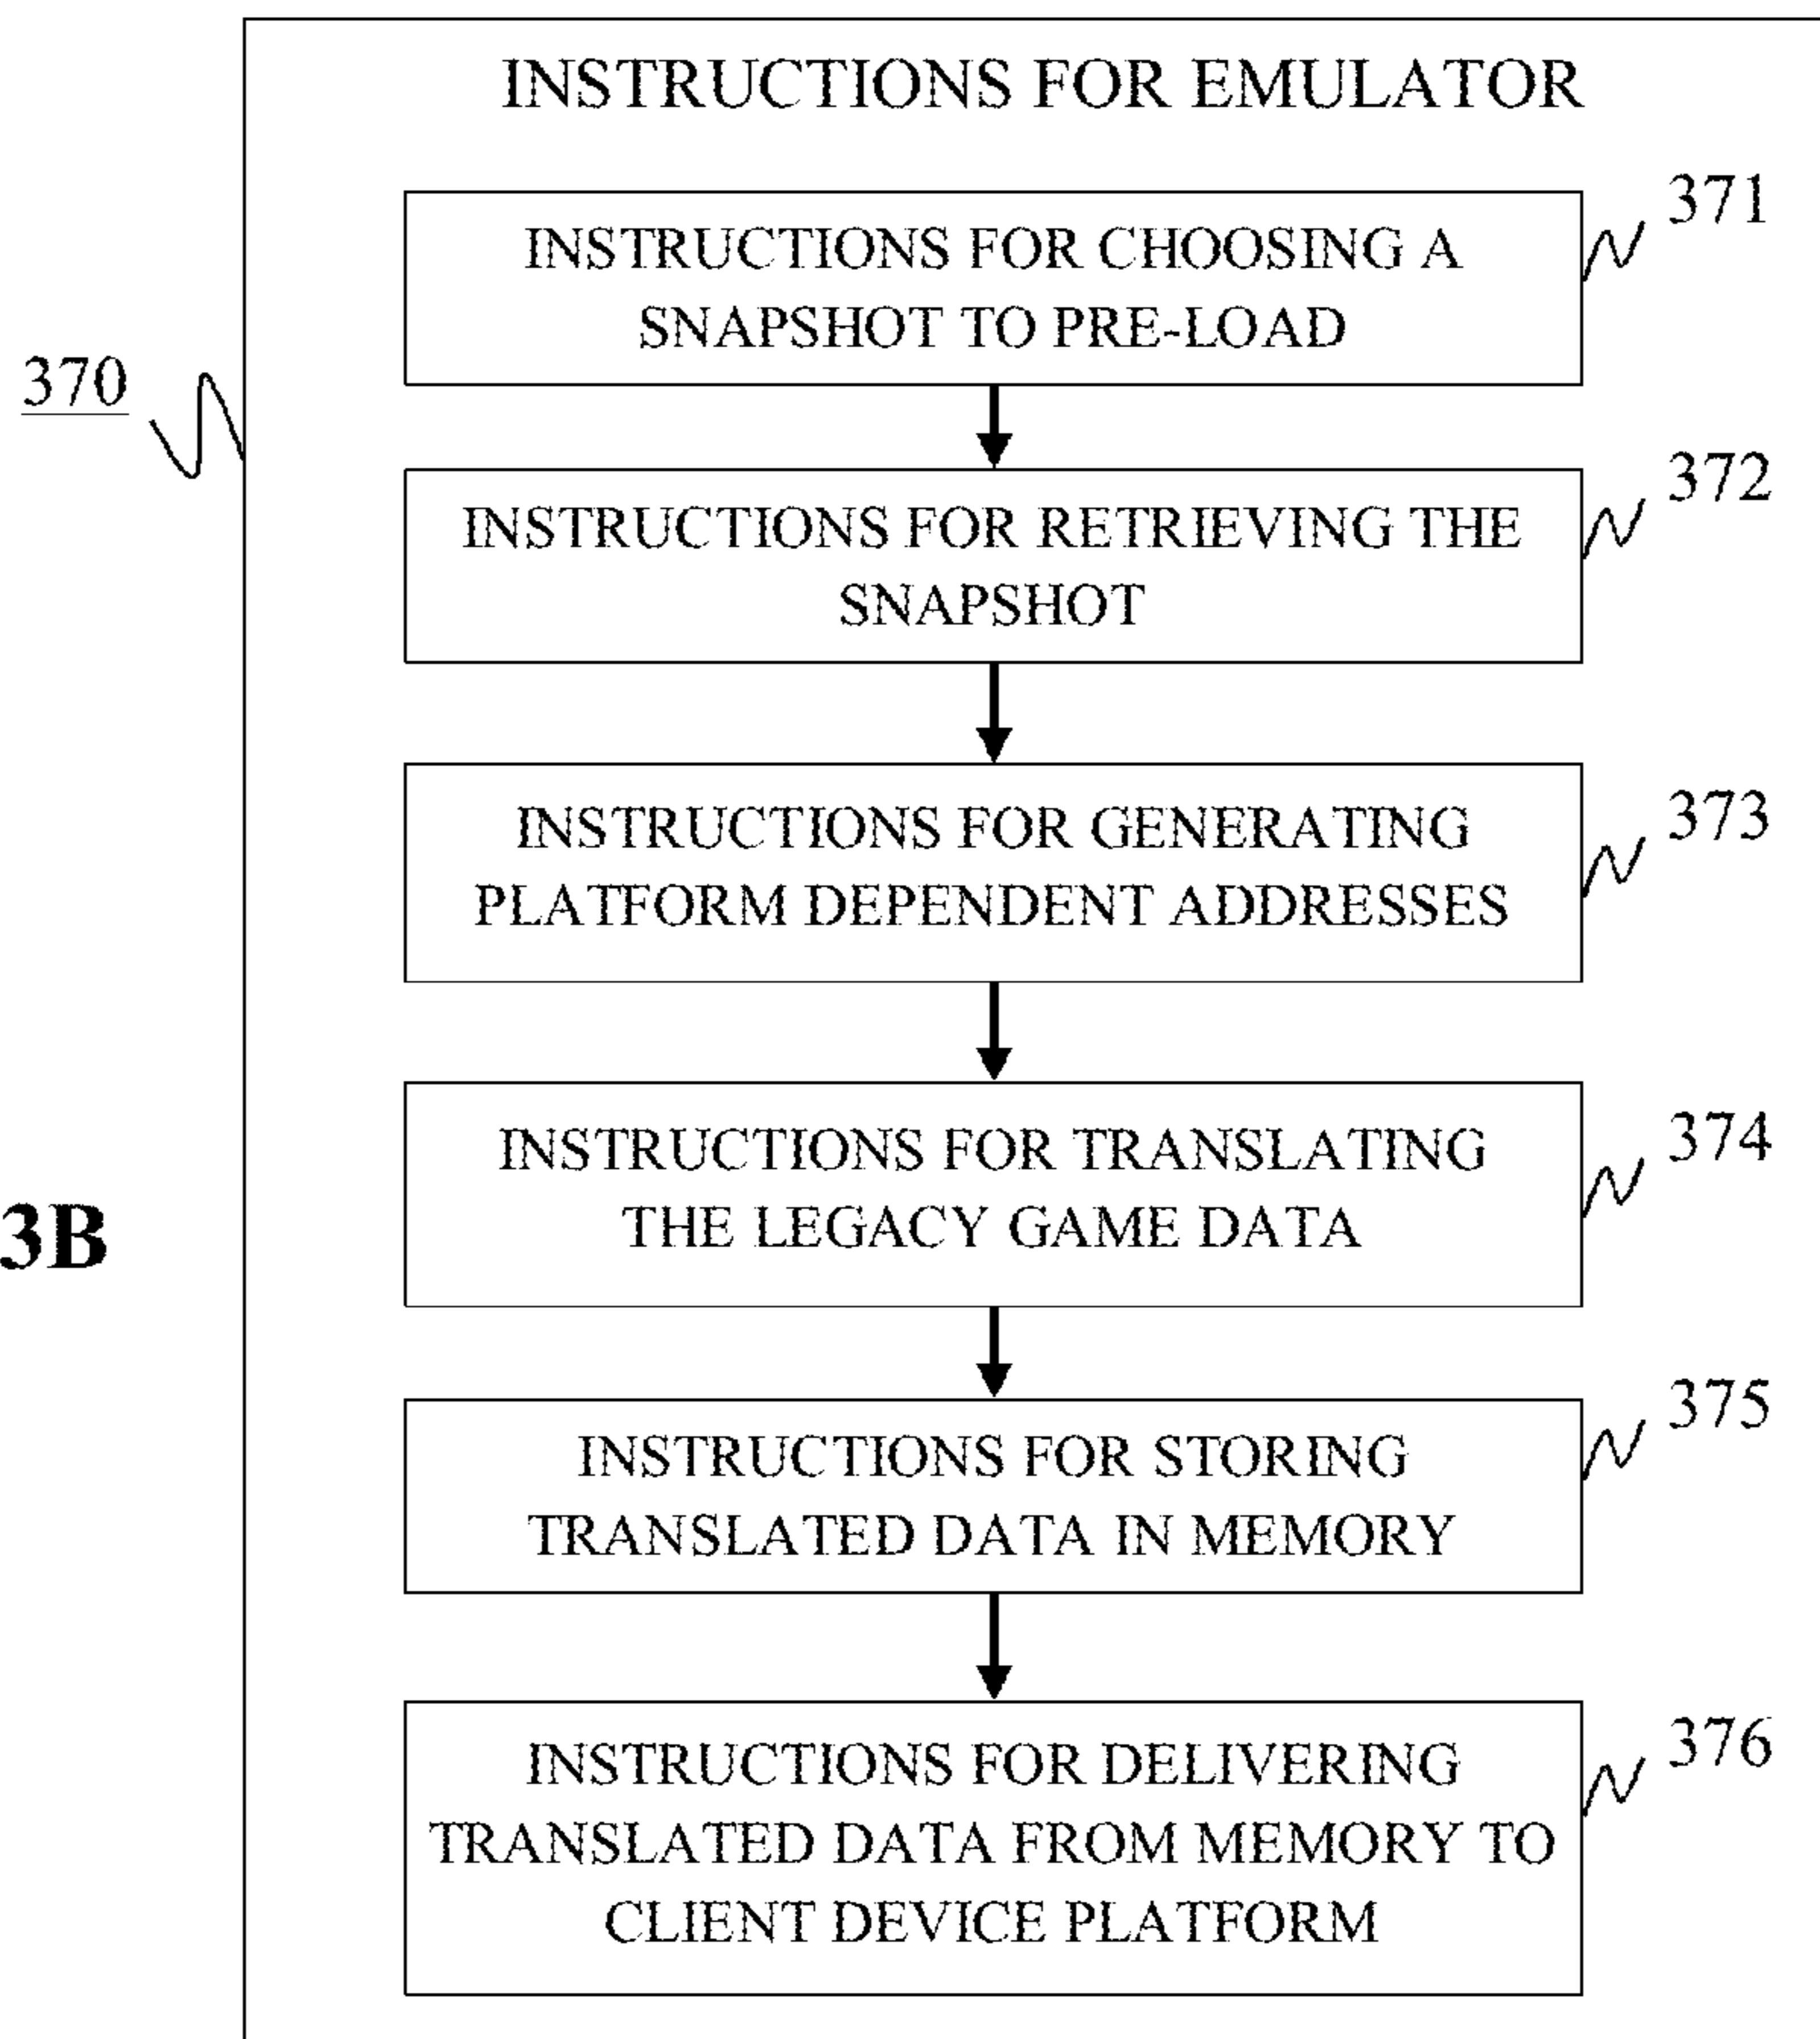 INSTRUCTIONS FOR EMULATOR
371
INSTRUCTIONS FOR CHOOSING A
SNAPSHOT TO PRE-LOAD
370
372
INSTRUCTIONS FOR RETRIEVING THE
SNAPSHOT
373
INSTRUCTIONS FOR GENERATING
PLATFORM DEPENDENT ADDRESSES
374
INSTRUCTIONS FOR TRANSLATING
THE LEGACY GAME DATA
3B
375
INSTRUCTIONS FOR STORING
TRANSLATED DATA IN MEMORY
376
INSTRUCTIONS FOR DELIVERING
TRANSLATED DATA FROM MEMORY TO
CLIENT DEVICE PLATFORM